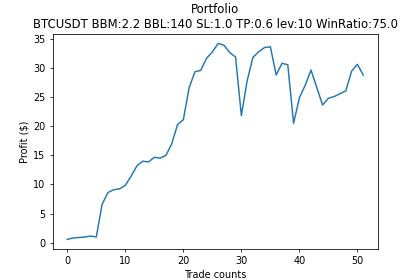 Portfolio
BTCUSDT BBM:2.2 BBL:140 SL:1.0 TP:0.6 lev:10 WinRatio:75.0
35
30
25
20
15
10
5
0
Profit ($)
0 10 20 30 40 50
Trade counts